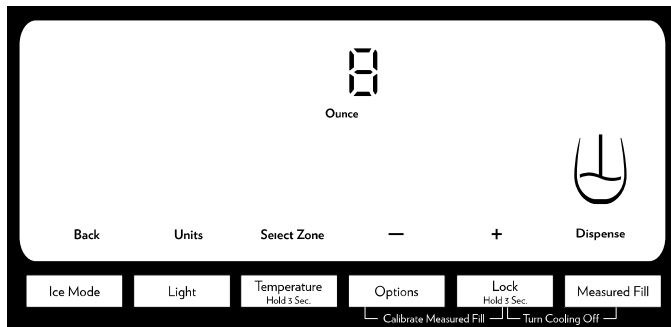 8
Ounce
Back Units Select Zone — + Dispense
Ice Mode Light Temperature Options Lock Measured Fill
Hold 3 Sec. Hold 3 Sec.
Calibrate Measured Fill Turn Cooling Off